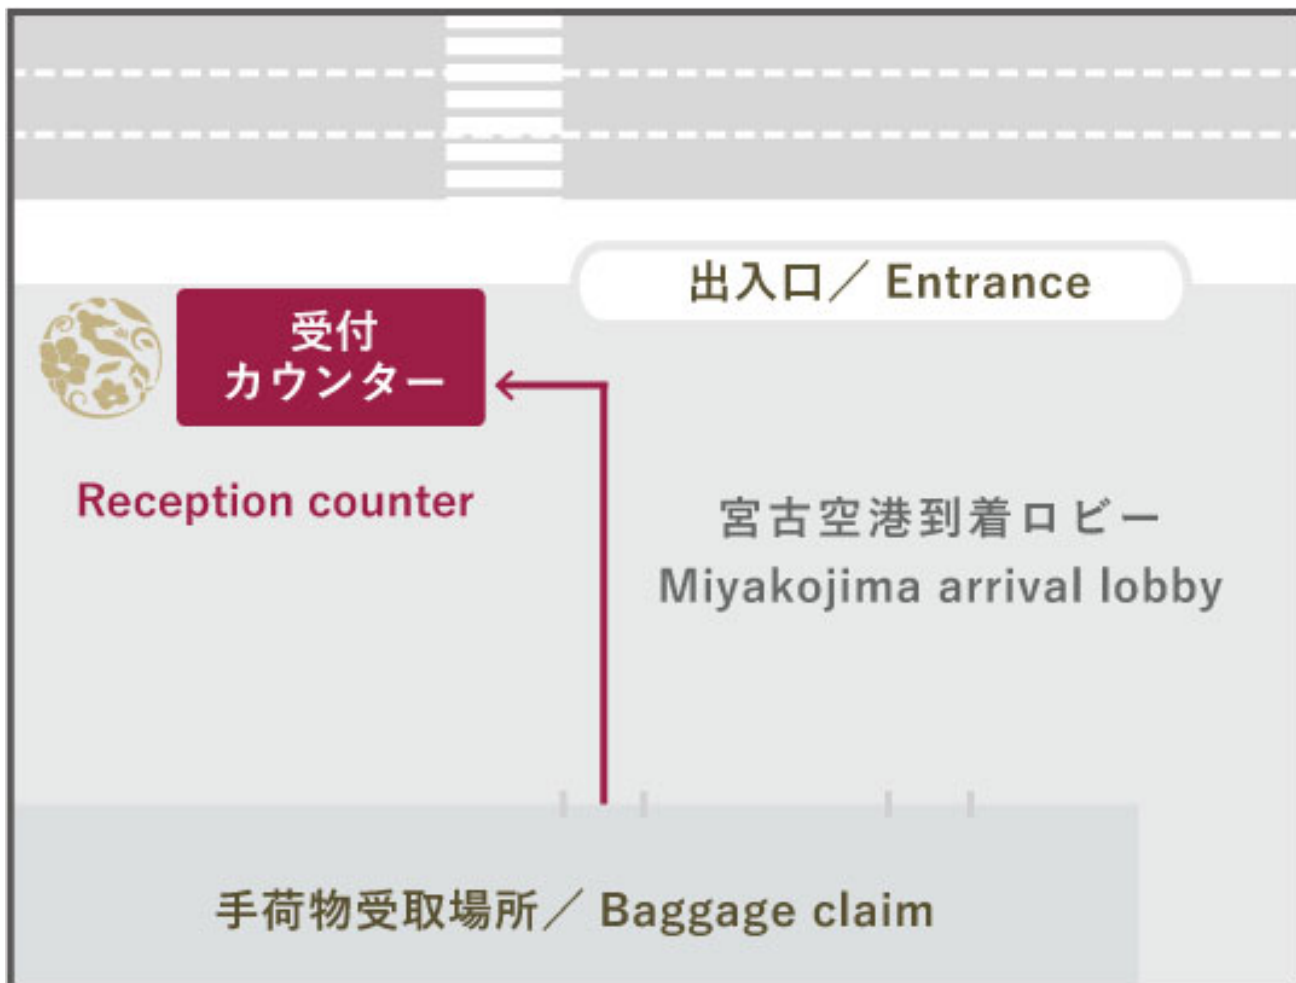 出入口／ Entrance
受付
カウンター
Reception counter
宮古空港到着ロビー
Miyakojima arrival lobby
手荷物受取場所／ Baggage claim